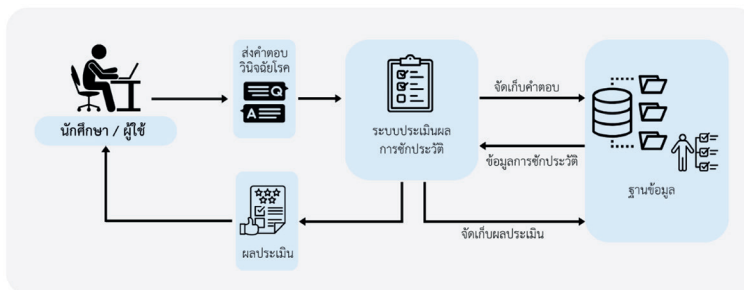 ส่งคำตอบ
วินิจฉัยโรค
Q
A
นักศึกษา / ผู้ใช้
ระบบประเมินผล
การซักประวัติ
จัดเก็บคำตอบ
ข้อมูลการซักประวัติ
ฐานข้อมูล
จัดเก็บผลประเมิน
ผลประเมิน